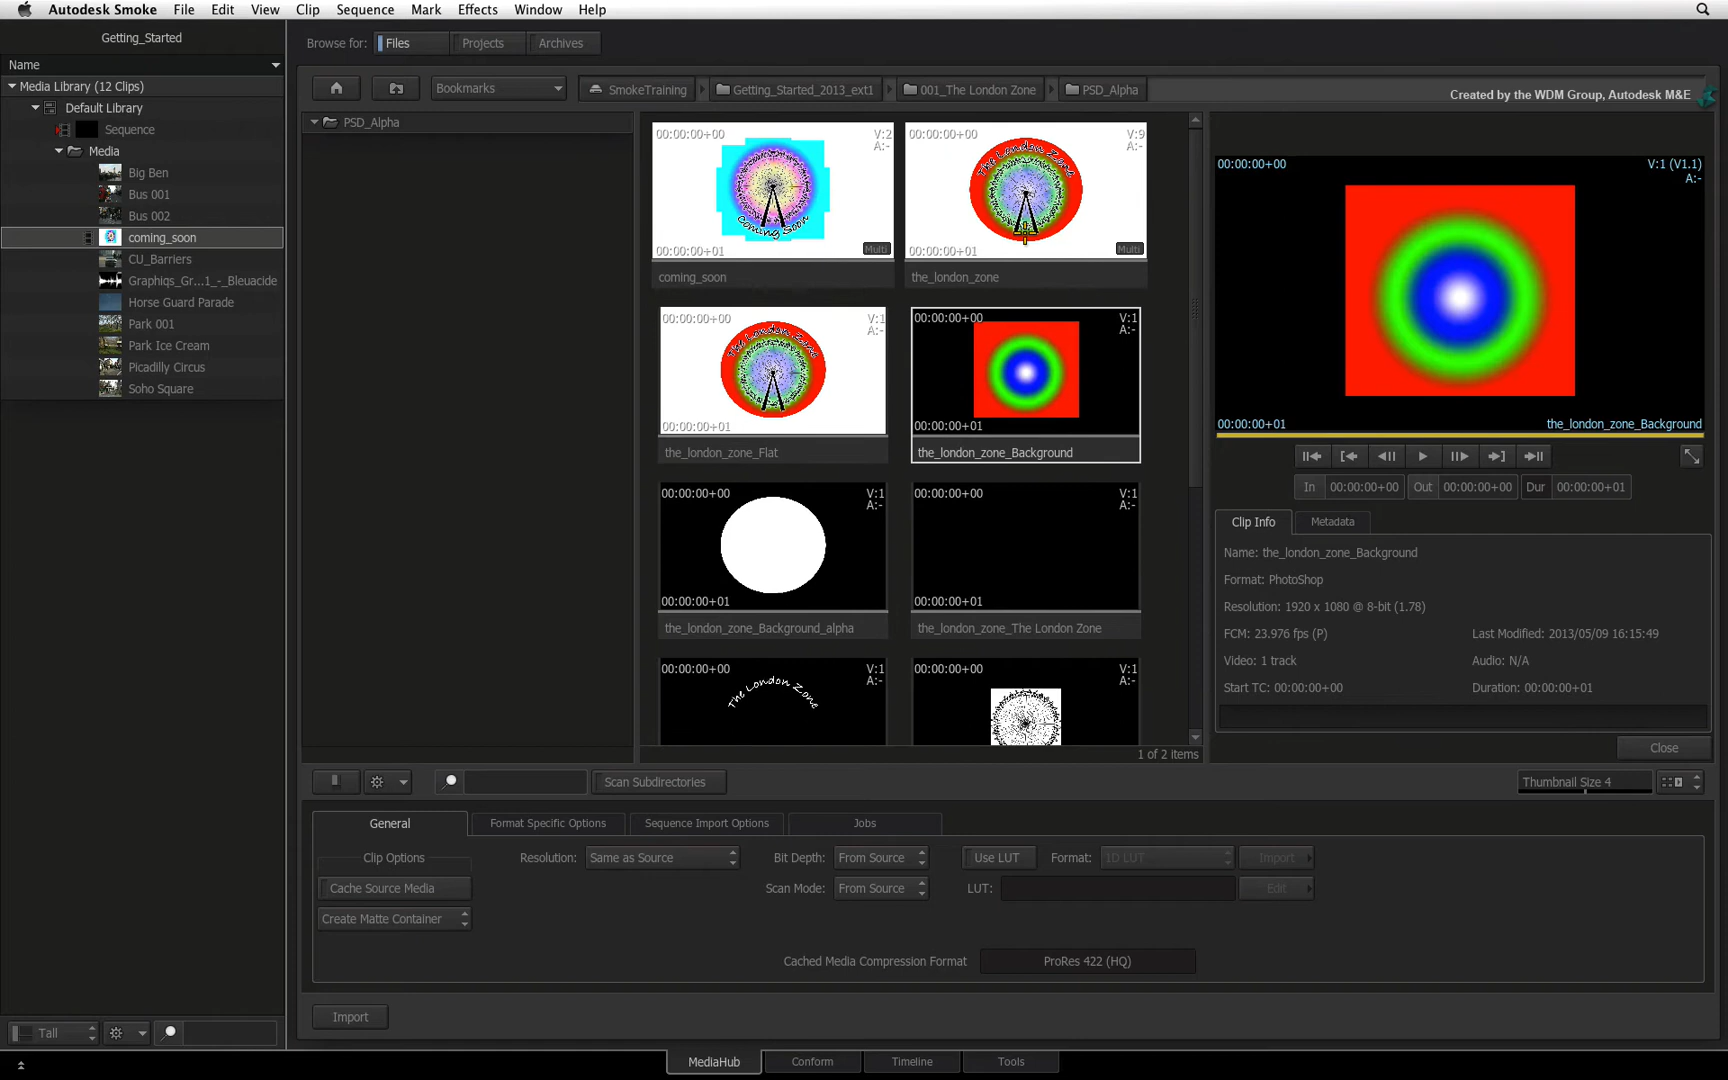 Autodesk Smoke File Edit View Clip Sequence Mark Effects Window Help
Getting_Started
Name
Media Library (12 Clips)
Default Library
Sequence
Media
Big Ben
Bus 001
Bus 002
coming_soon
CU_Barriers
Graphiqs_Gr...1_-_Bleuacide
Horse Guard Parade
Park 001
Park Ice Cream
Picadilly Circus
Soho Square
Tall
Browse for: Files Projects Archives
Bookmarks SmokeTraining Getting_Started_2013_ext1 001_The London Zone PSD_Alpha
Created by the WDM Group, Autodesk M&E
PSD_Alpha
00:00:00+00 V:2
A:-
Coming Soon
00:00:00+01 Multi
coming_soon
00:00:00+00 V:9
A:-
The London Zone
00:00:00+01 Multi
the_london_zone
00:00:00+00 V:1
A:-
The London Zone
00:00:00+01
the_london_zone_Flat
00:00:00+00 V:1
A:-
00:00:00+01
the_london_zone_Background
00:00:00+00 V:1
A:-
00:00:00+01
the_london_zone_Background_alpha
00:00:00+00 V:1
A:-
00:00:00+01
the_london_zone_The London Zone
00:00:00+00 V:1
A:-
The London Zone
00:00:00+00 V:1
A:-
1 of 2 items
00:00:00+00 V:1 (V1.1)
A:-
00:00:00+01 the_london_zone_Background
In 00:00:00+00 Out 00:00:00+00 Dur 00:00:00+01
Clip Info Metadata
Name: the_london_zone_Background
Format: PhotoShop
Resolution: 1920 x 1080 @ 8-bit (1.78)
FCM: 23.976 fps (P) Last Modified: 2013/05/09 16:15:49
Video: 1 track Audio: N/A
Start TC: 00:00:00+00 Duration: 00:00:00+01
Close
Scan Subdirectories Thumbnail Size 4
General Format Specific Options Sequence Import Options Jobs
Clip Options Resolution: Same as Source Bit Depth: From Source Use LUT Format: 1D LUT Import
Cache Source Media Scan Mode: From Source LUT: Edit
Create Matte Container
Cached Media Compression Format ProRes 422 (HQ)
Import
MediaHub Conform Timeline Tools